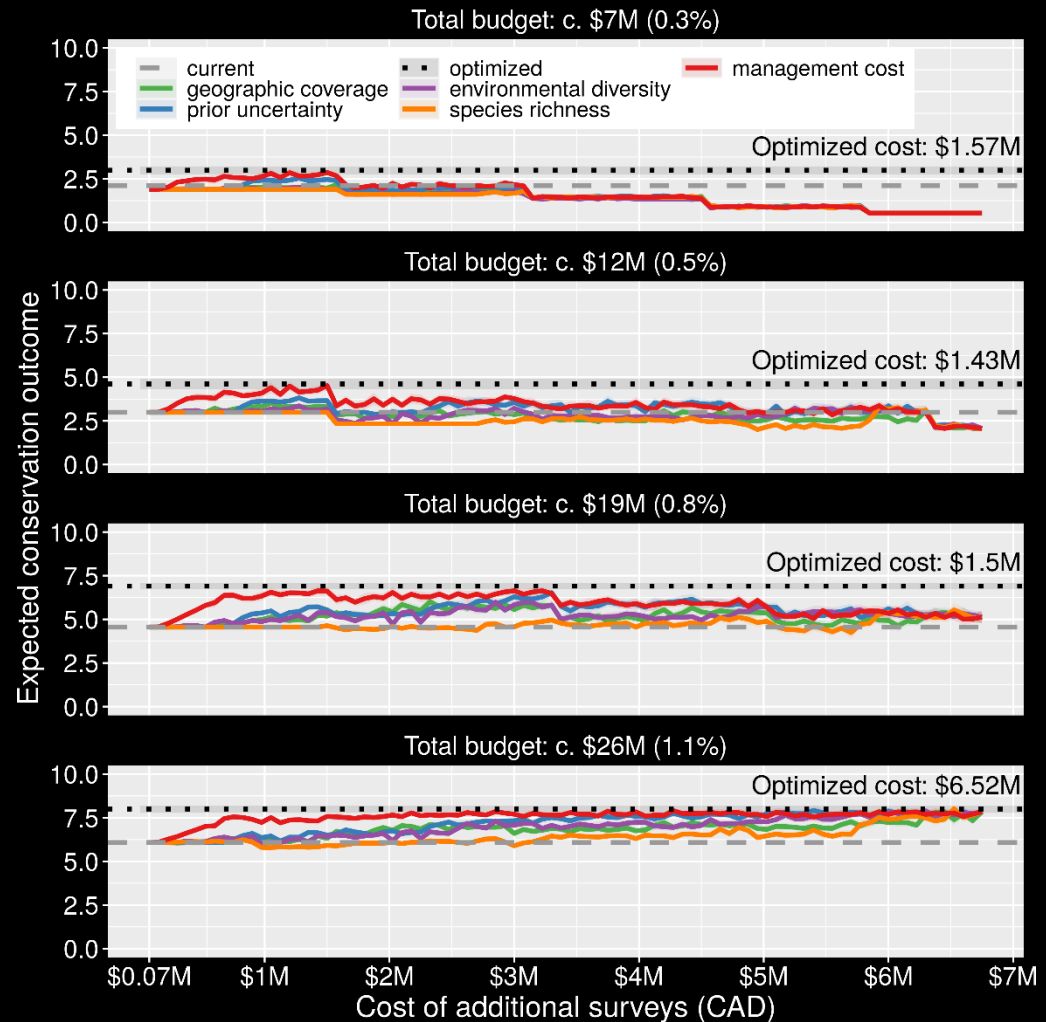 Total budget: c. $7M (0.3%)
10.0
7.5
5.0
2.5
0.0
current
geographic coverage
prior uncertainty
optimized
environmental diversity
species richness
management cost
Optimized cost: $1.57M
Total budget: c. $12M (0.5%)
10.0
7.5
5.0
2.5
0.0
Optimized cost: $1.43M
Expected conservation outcome
Total budget: c. $19M (0.8%)
10.0
7.5
5.0
2.5
0.0
Optimized cost: $1.5M
Total budget: c. $26M (1.1%)
10.0
7.5
5.0
2.5
0.0
Optimized cost: $6.52M
$0.07M $1M $2M $3M $4M $5M $6M $7M
Cost of additional surveys (CAD)